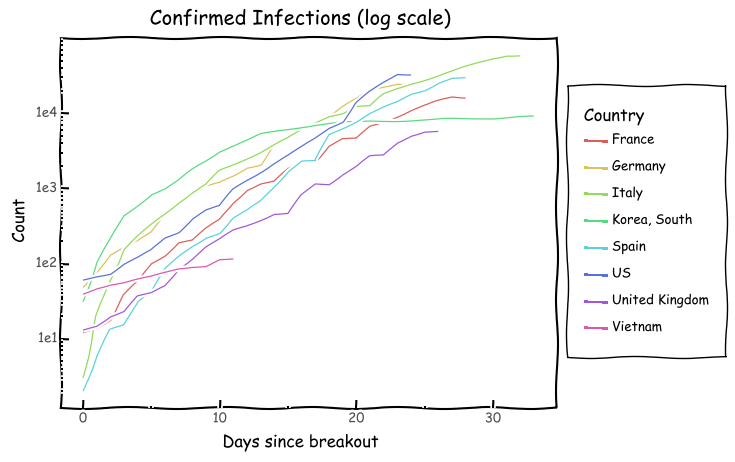 Confirmed Infections (log scale)
Count
1e4
1e3
1e2
1e1
0
10
20
30
Days since breakout
Country
France
Germany
Italy
Korea, South
Spain
US
United Kingdom
Vietnam